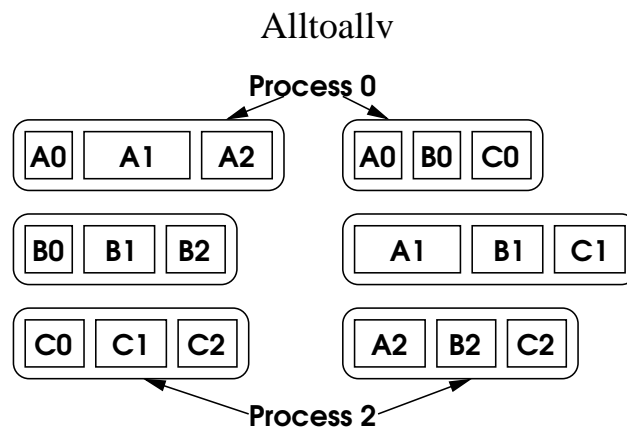 Alltoallv
Process 0
A0 A1 A2 A0 B0 C0
B0 B1 B2 A1 B1 C1
C0 C1 C2 A2 B2 C2
Process 2